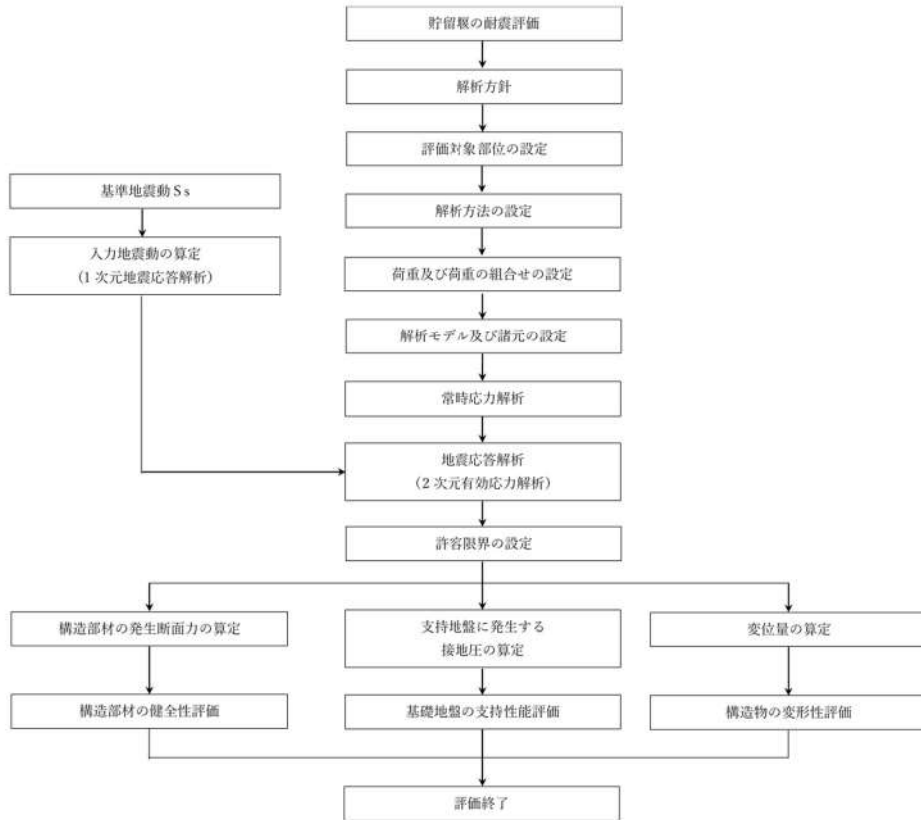 貯留堰の耐震評価
解析方針
評価対象部位の設定
基準地震動Ss
解析方法の設定
入力地震動の算定
（1次元地震応答解析）
荷重及び荷重の組合せの設定
解析モデル及び諸元の設定
常時応力解析
地震応答解析
（2次元有効応力解析）
許容限界の設定
構造部材の発生断面力の算定
支持地盤に発生する
接地圧の算定
変位量の算定
構造部材の健全性評価
基礎地盤の支持性能評価
構造物の変形性評価
評価終了